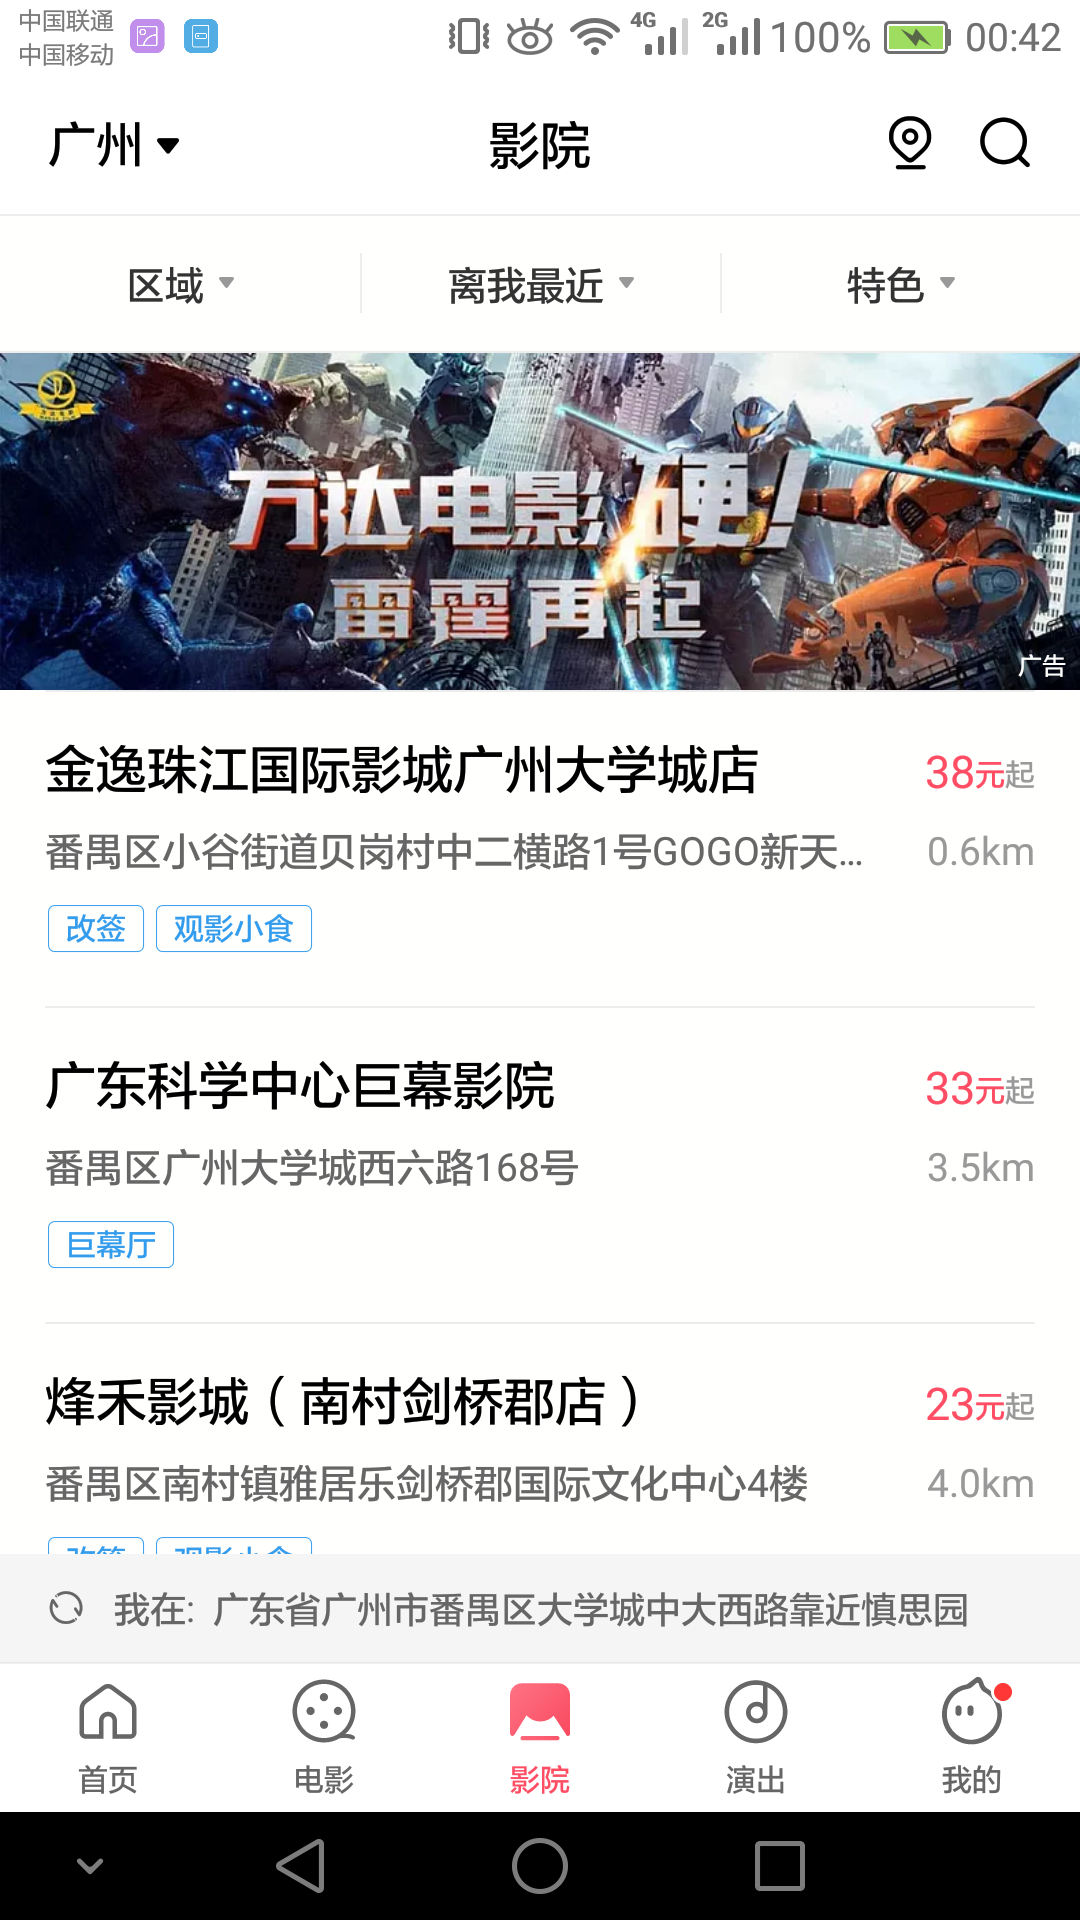 中国联通
中国移动
4G
2G
100%
00:42
广州
影院
区域
离我最近
特色
万达电影 硬!
雷霆再起
广告
金逸珠江国际影城广州大学城店
38元起
番禺区小谷街道贝岗村中二横路1号GOGO新天...
0.6km
改签
观影小食
广东科学中心巨幕影院
33元起
番禺区广州大学城西六路168号
3.5km
巨幕厅
烽禾影城（南村剑桥郡店）
23元起
番禺区南村镇雅居乐剑桥郡国际文化中心4楼
4.0km
改签
观影小食
我在: 广东省广州市番禺区大学城中大西路靠近慎思园
首页
电影
影院
演出
我的